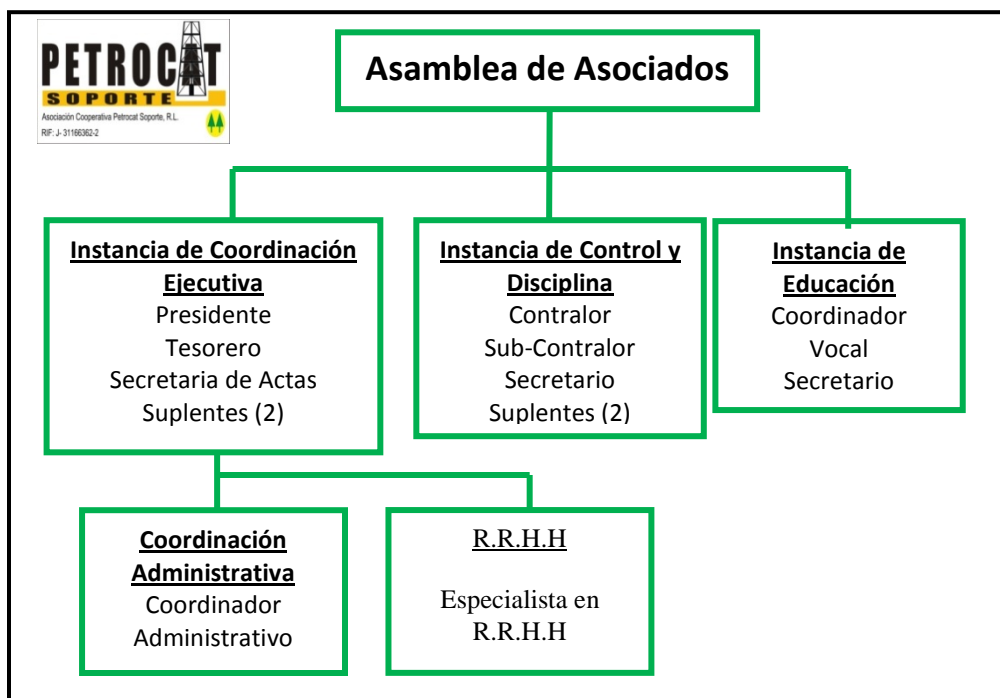 PETROCAT
SOPORTE
Asociación Cooperativa Petrocat Soporte, R.L.
RIF: J- 31166362-2
Asamblea de Asociados
Instancia de Coordinación
Ejecutiva
Presidente
Tesorero
Secretaria de Actas
Suplentes (2)
Instancia de Control y
Disciplina
Contralor
Sub-Contralor
Secretario
Suplentes (2)
Instancia de
Educación
Coordinador
Vocal
Secretario
Coordinación
Administrativa
Coordinador
Administrativo
R.R.H.H
Especialista en
R.R.H.H